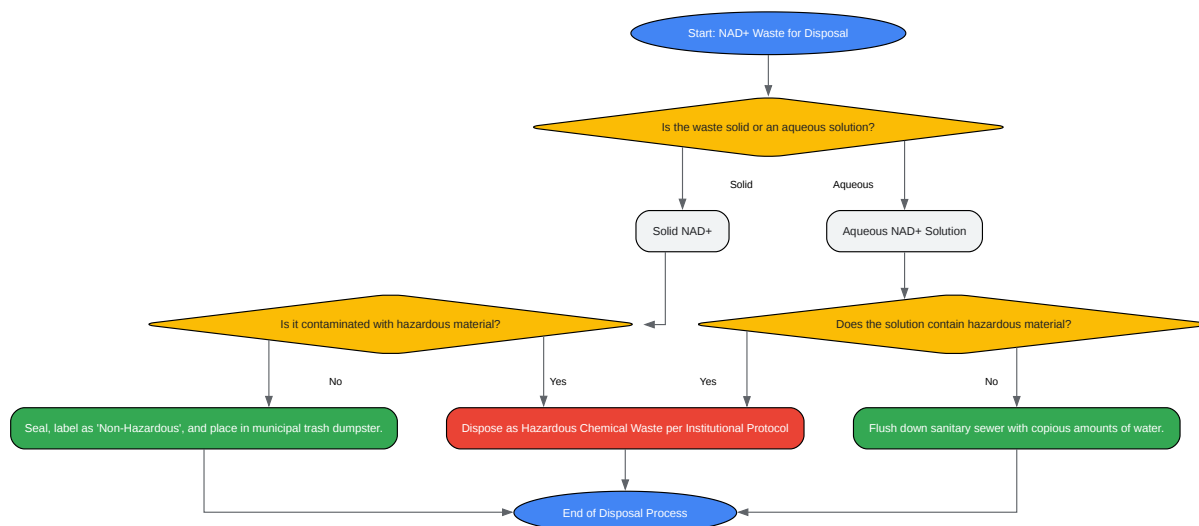 Start: NAD+ Waste for Disposal
Is the waste solid or an aqueous solution?
Solid
Aqueous
Solid NAD+
Aqueous NAD+ Solution
Is it contaminated with hazardous material?
Does the solution contain hazardous material?
No
Yes
Yes
No
Seal, label as 'Non-Hazardous', and place in municipal trash dumpster.
Dispose as Hazardous Chemical Waste per Institutional Protocol
Flush down sanitary sewer with copious amounts of water.
End of Disposal Process